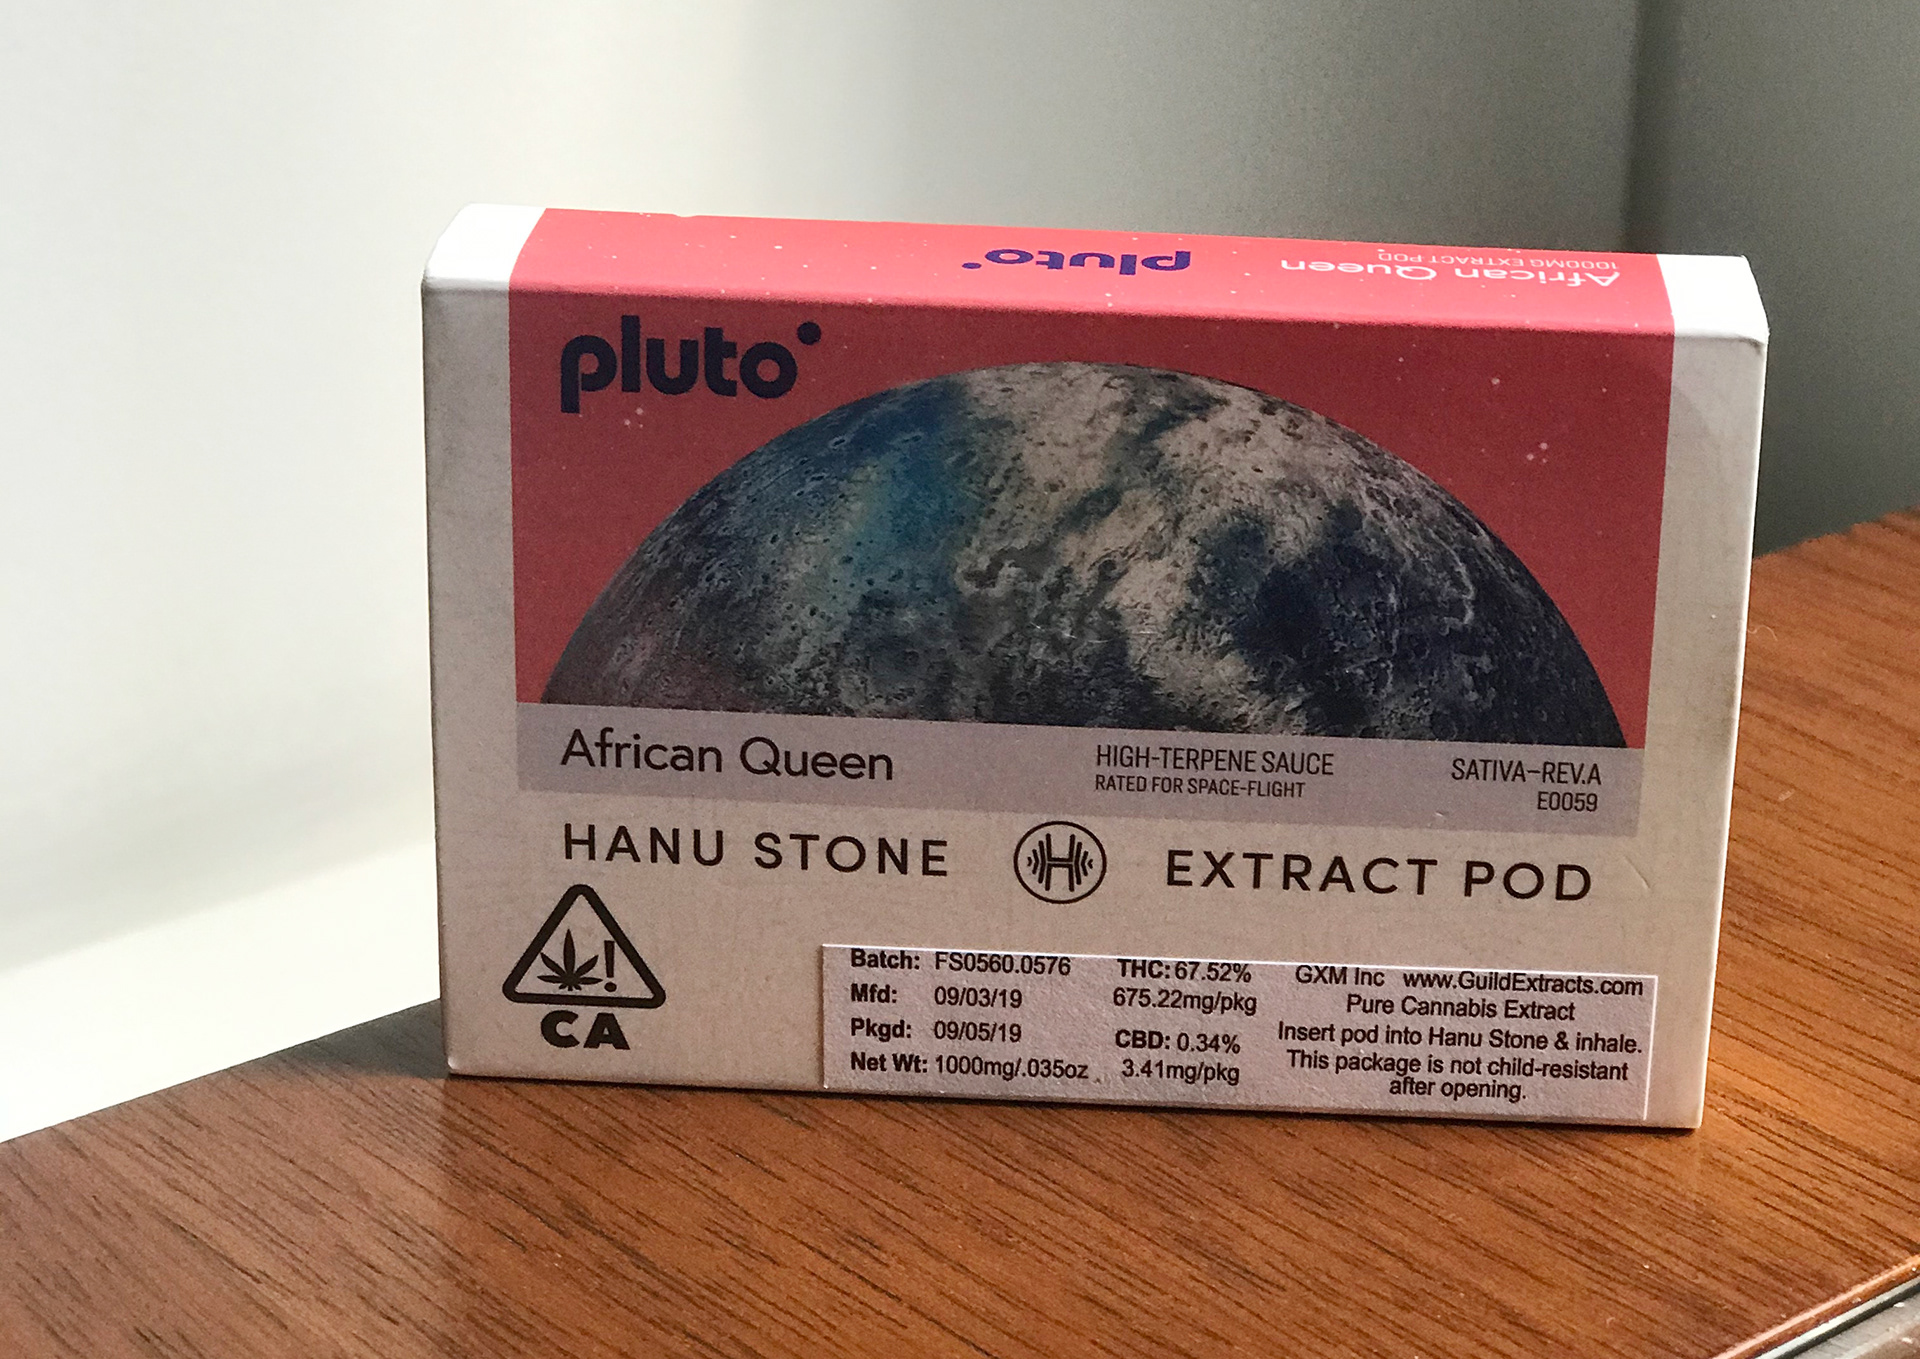 pluto
African Queen
1000MG EXTRACT POD
pluto
African Queen
HIGH-TERPENE SAUCE
RATED FOR SPACE-FLIGHT
SATIVA–REV.A
E0059
HANU STONE H EXTRACT POD
CA
Batch: FS0560.0576
Mfd: 09/03/19
Pkgd: 09/05/19
Net Wt: 1000mg/.035oz
THC: 67.52%
675.22mg/pkg
CBD: 0.34%
3.41mg/pkg
GXM Inc www.GuildExtracts.com
Pure Cannabis Extract
Insert pod into Hanu Stone & inhale.
This package is not child-resistant
after opening.